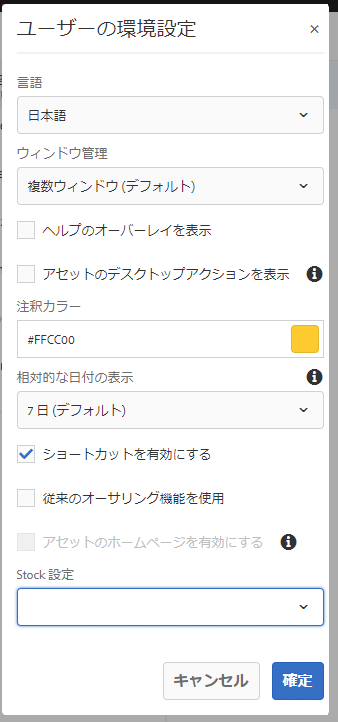 ユーザーの環境設定
言語
日本語
ウィンドウ管理
複数ウィンドウ (デフォルト)
ヘルプのオーバーレイを表示
アセットのデスクトップアクションを表示
注釈カラー
#FFCC00
相対的な日付の表示
7 日 (デフォルト)
ショートカットを有効にする
従来のオーサリング機能を使用
アセットのホームページを有効にする
Stock 設定
キャンセル 確定